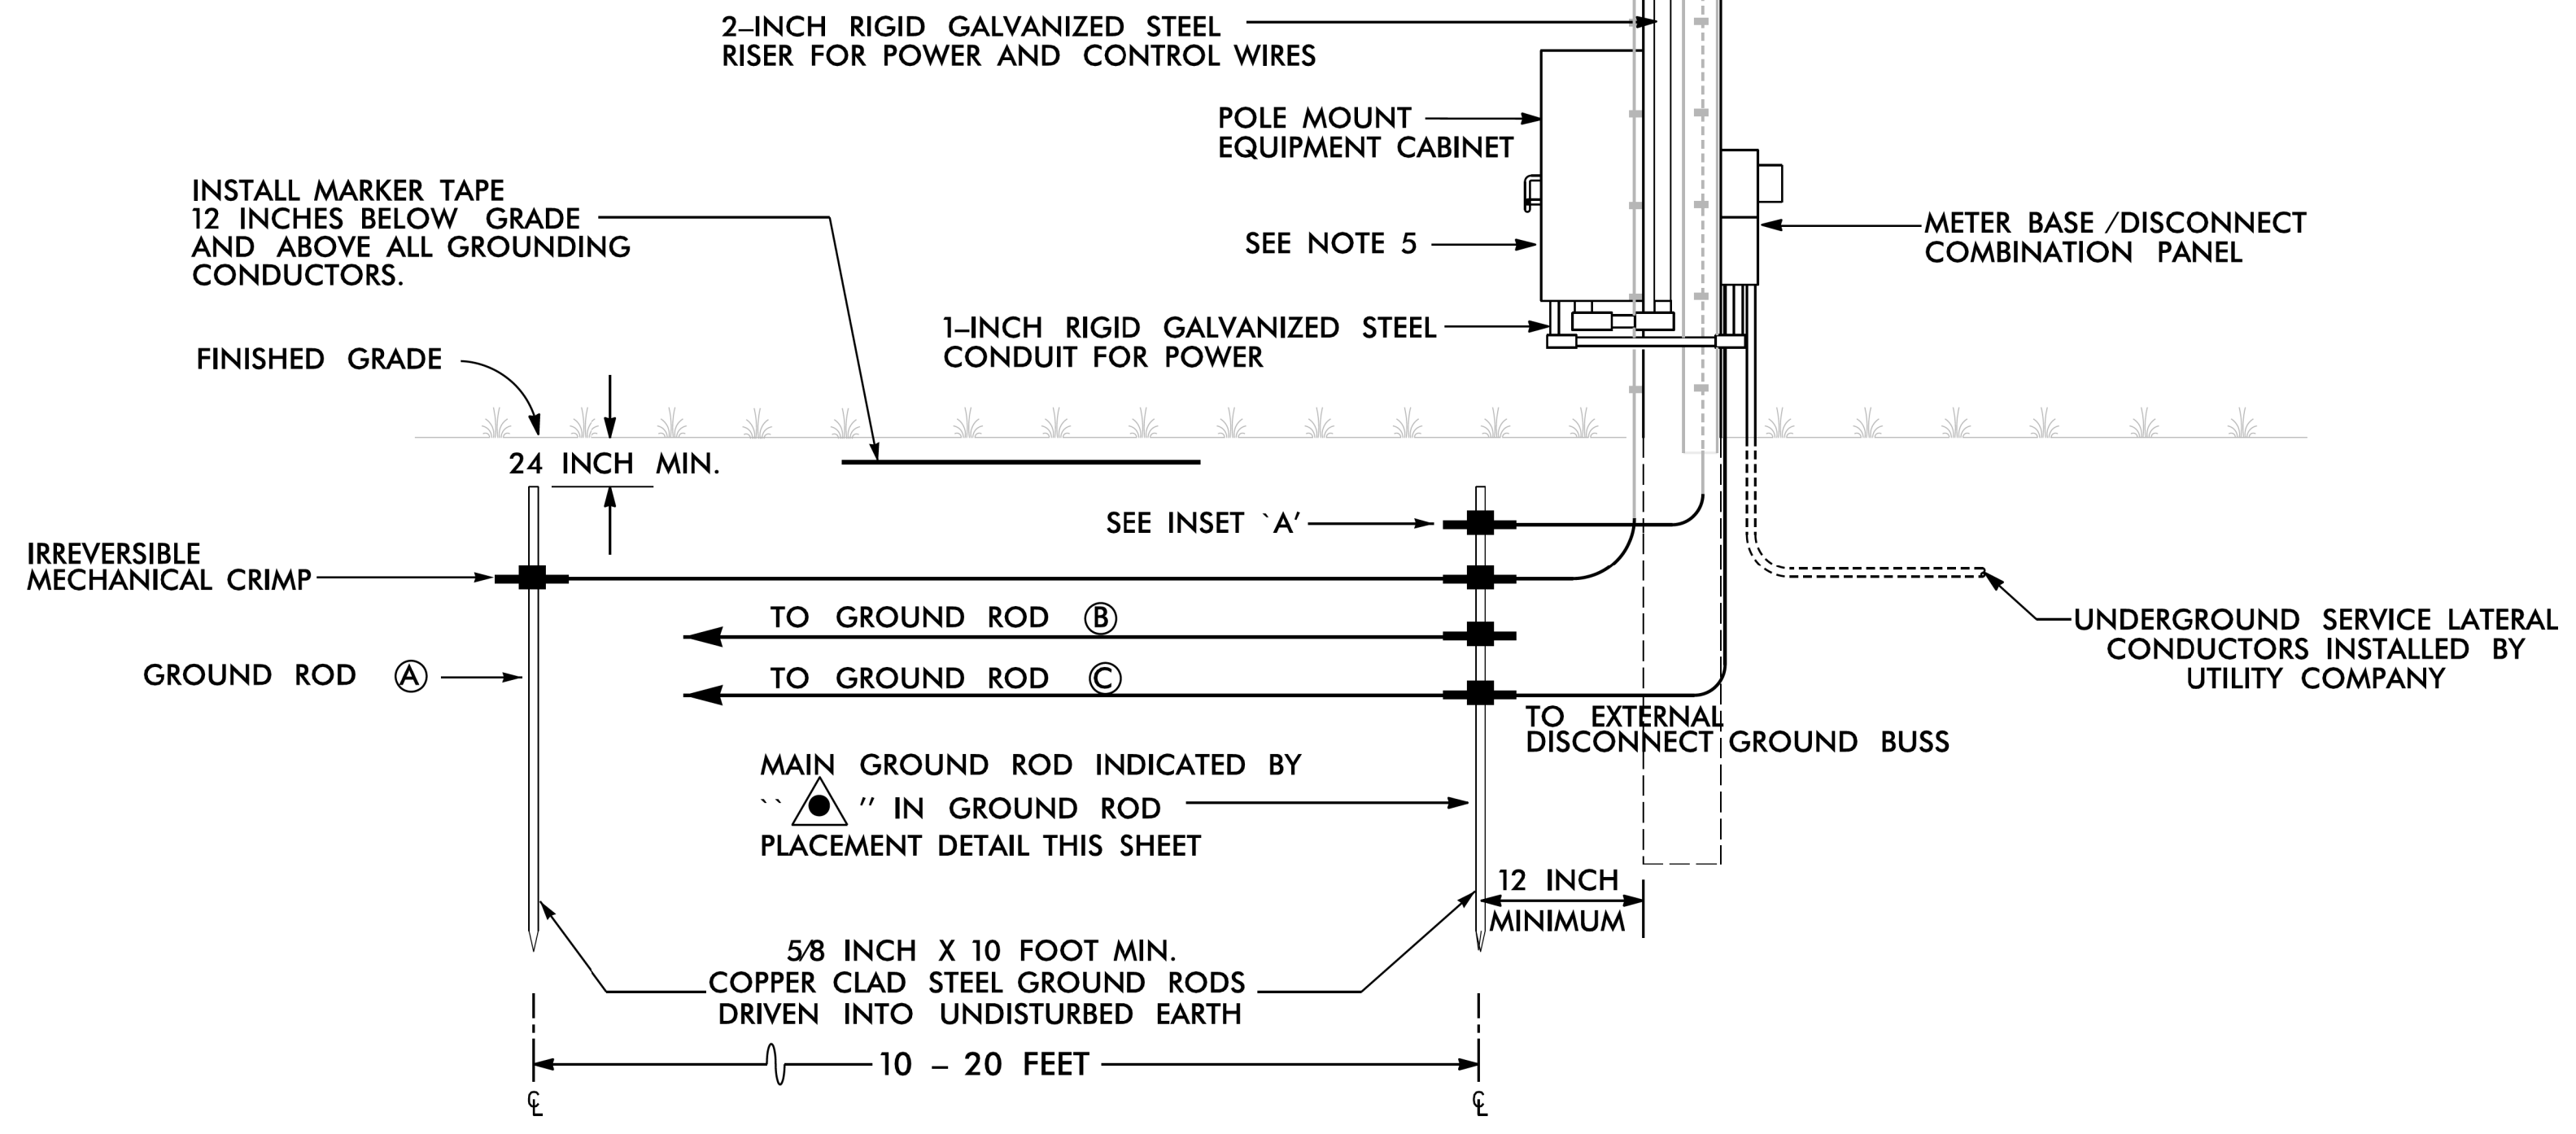 2–INCH RIGID GALVANIZED STEEL
RISER FOR POWER AND CONTROL WIRES
POLE MOUNT
EQUIPMENT CABINET
INSTALL MARKER TAPE
12 INCHES BELOW GRADE
AND ABOVE ALL GROUNDING
CONDUCTORS.
SEE NOTE 5
METER BASE /DISCONNECT
COMBINATION PANEL
1–INCH RIGID GALVANIZED STEEL
CONDUIT FOR POWER
FINISHED GRADE
24 INCH MIN.
SEE INSET `A'
IRREVERSIBLE
MECHANICAL CRIMP
TO GROUND ROD B
UNDERGROUND SERVICE LATERAL
CONDUCTORS INSTALLED BY
UTILITY COMPANY
GROUND ROD A
TO GROUND ROD C
TO EXTERNAL
DISCONNECT GROUND BUSS
MAIN GROUND ROD INDICATED BY
`` " IN GROUND ROD
PLACEMENT DETAIL THIS SHEET
12 INCH
MINIMUM
5/8 INCH X 10 FOOT MIN.
COPPER CLAD STEEL GROUND RODS
DRIVEN INTO UNDISTURBED EARTH
10 – 20 FEET
℄
℄